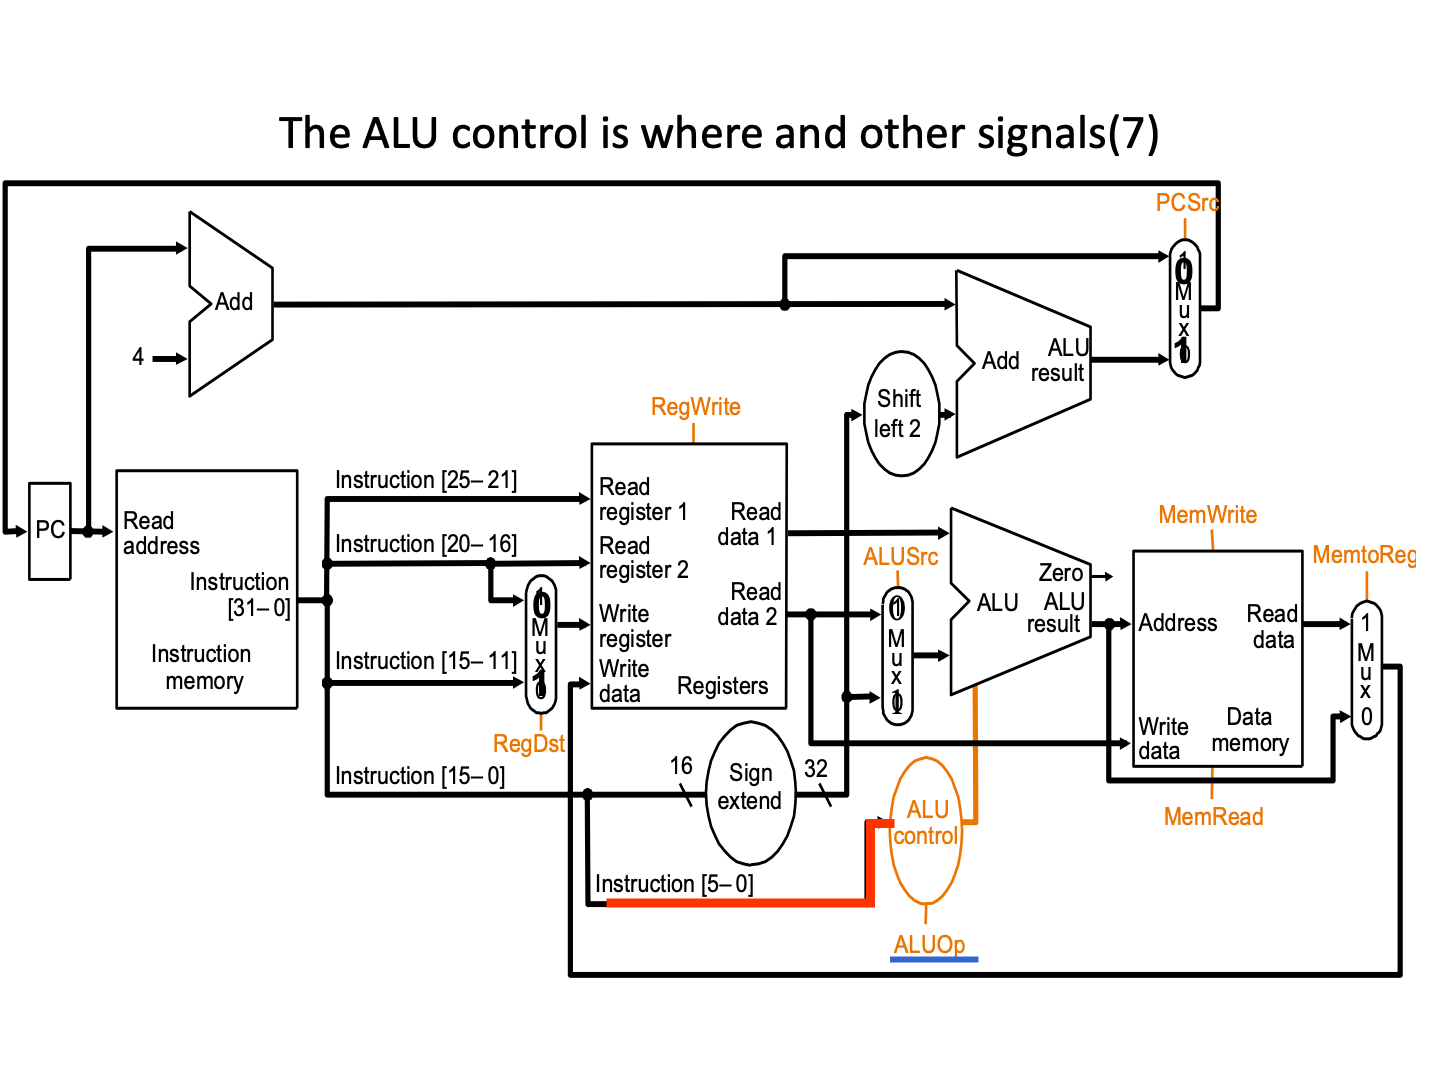 The ALU control is where and other signals(7)
PCSrc
Add
4
0
M
u
x
1
Add
ALU
result
Shift
left 2
RegWrite
PC
Read
address
Instruction
[31–0]
Instruction
memory
Instruction [25–21]
Instruction [20–16]
Instruction [15–11]
Instruction [15–0]
0
M
u
x
1
RegDst
Read
register 1
Read
register 2
Write
register
Write
data
Read
data 1
Read
data 2
Registers
ALUSrc
0
M
u
x
1
Zero
ALU
ALU
result
MemWrite
Address
Read
data
Write
data
Data
memory
MemRead
MemtoReg
1
M
u
x
0
16
Sign
extend
32
ALU
control
Instruction [5–0]
ALUOp